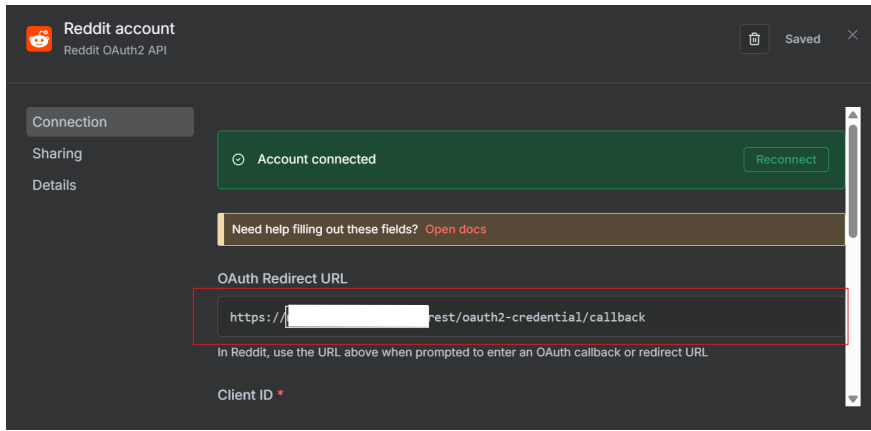 Reddit account
Reddit OAuth2 API
Saved
Connection
Sharing
Details
Account connected
Reconnect
Need help filling out these fields? Open docs
OAuth Redirect URL
https:// rest/oauth2-credential/callback
In Reddit, use the URL above when prompted to enter an OAuth callback or redirect URL
Client ID *